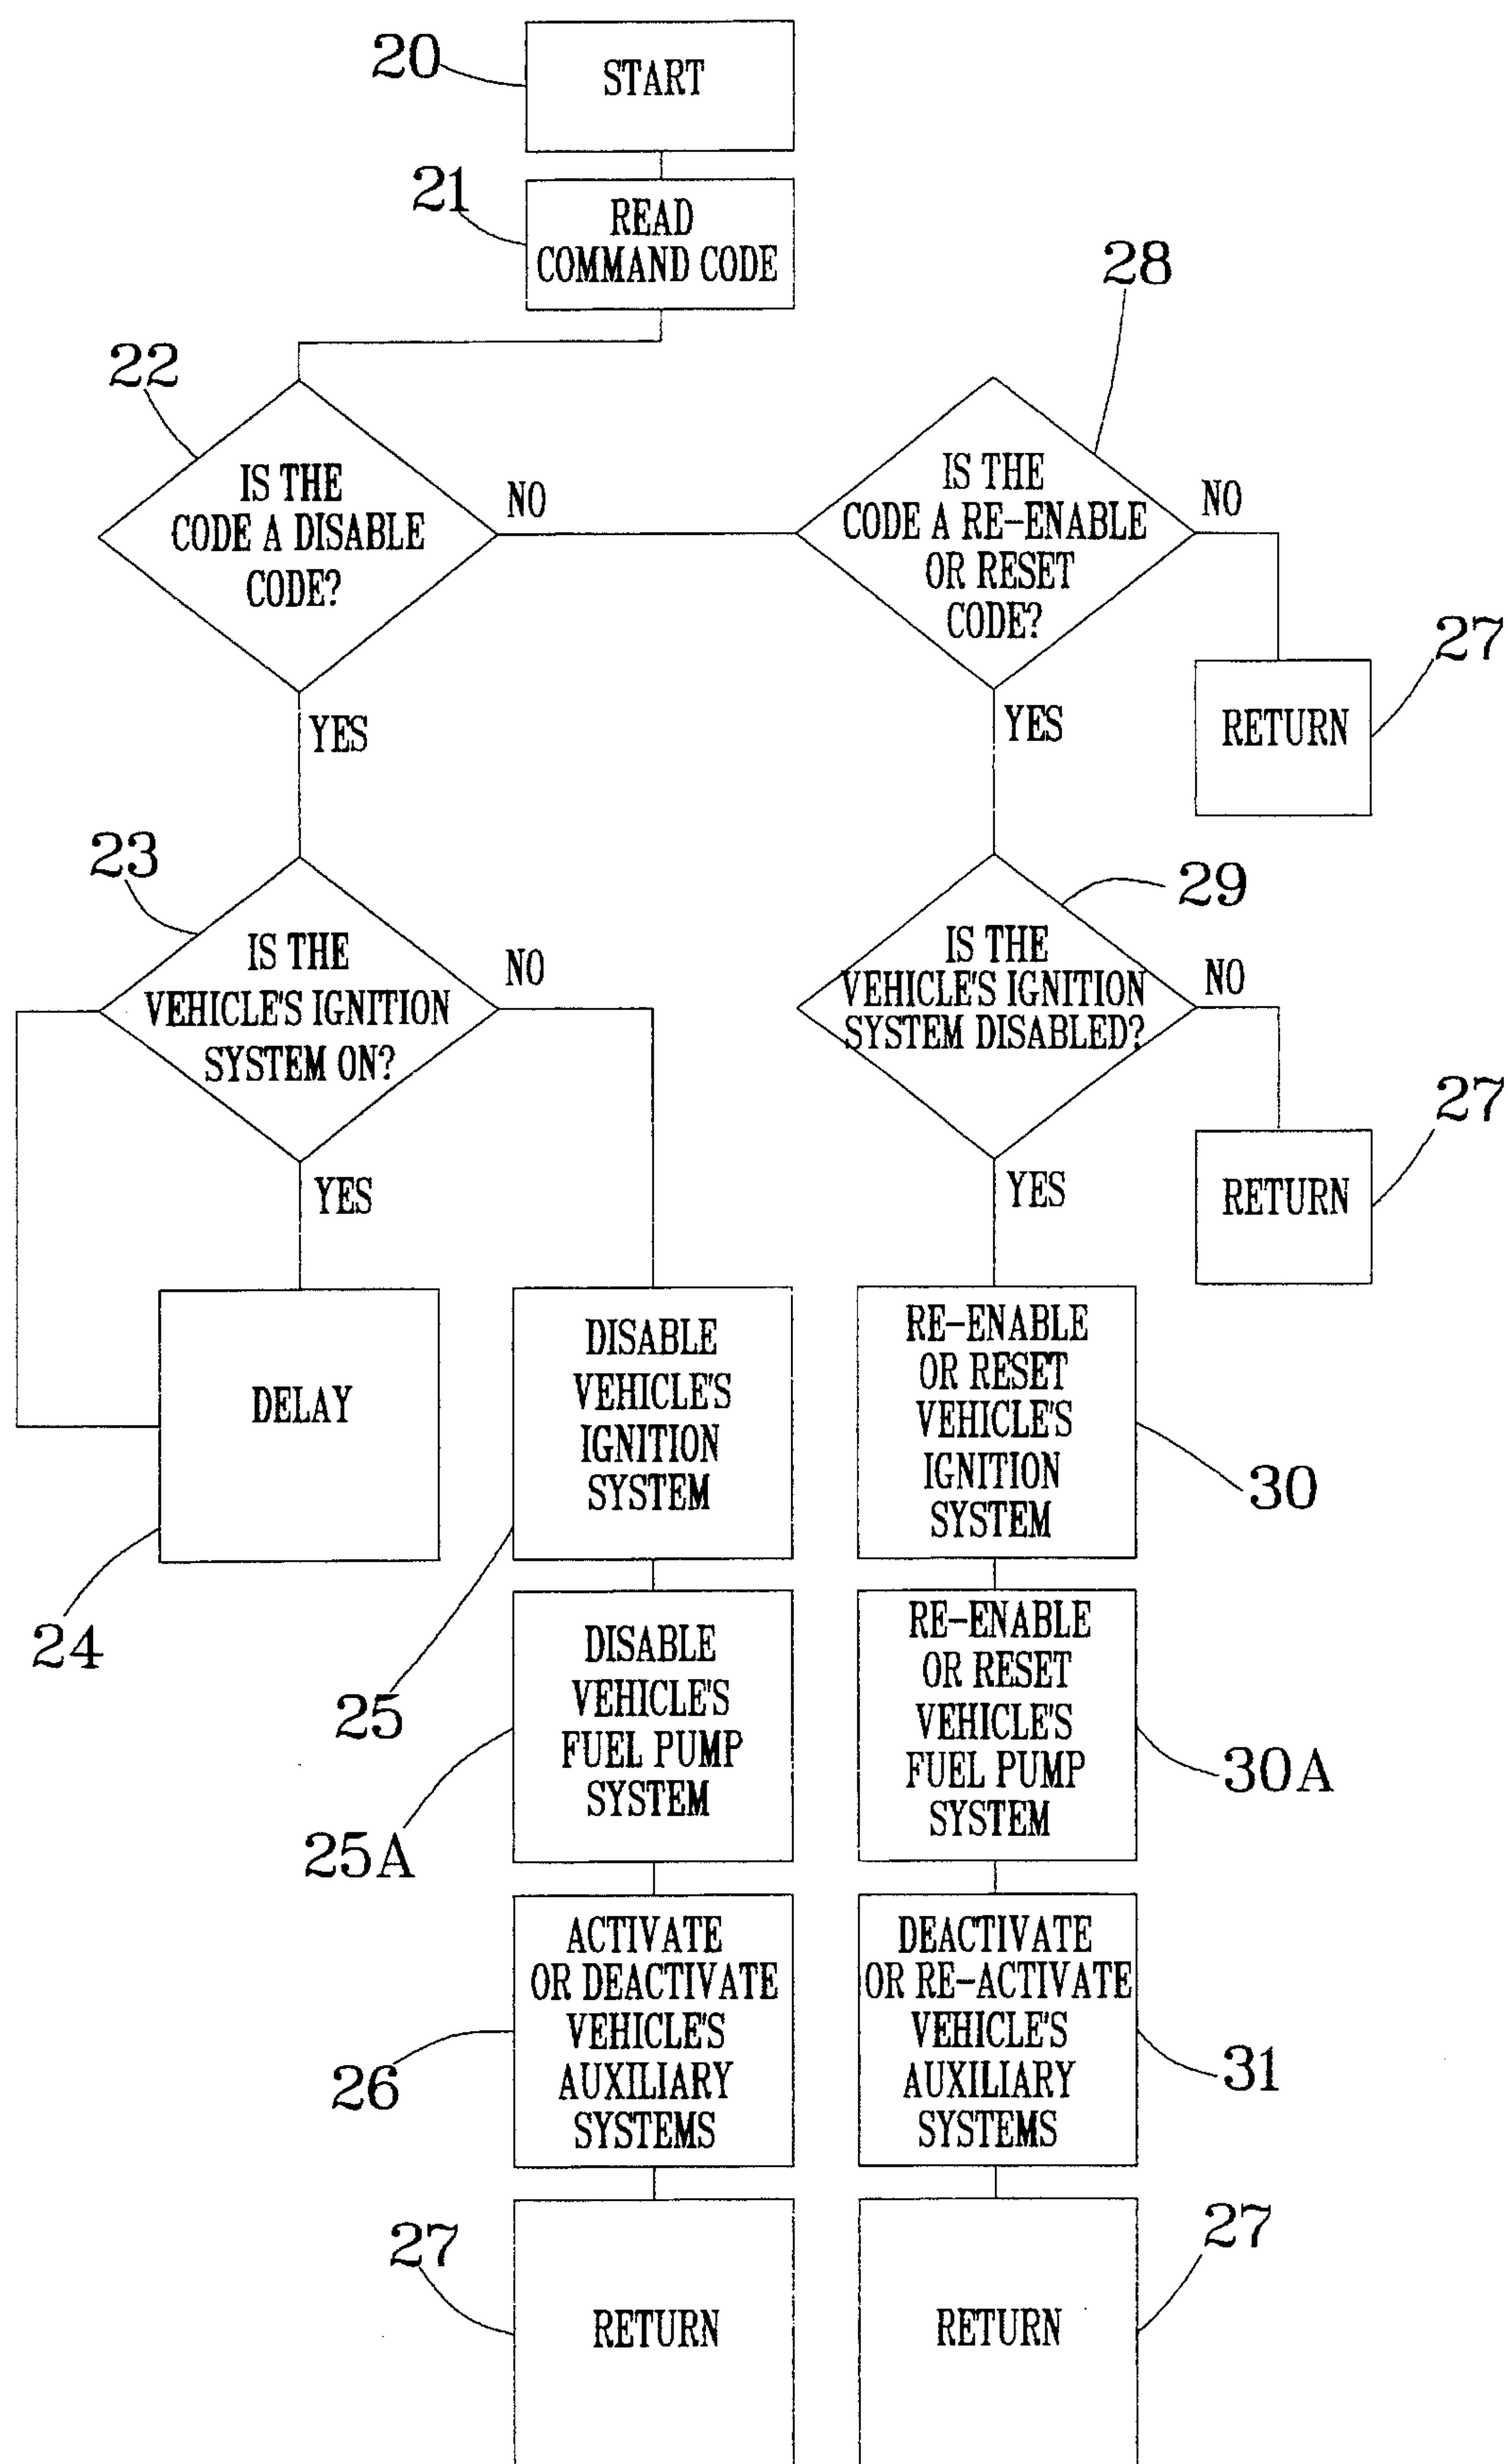 20
START
21
READ
COMMAND CODE
28
22
IS THE
CODE A DISABLE
CODE?
NO
IS THE
CODE A RE-ENABLE
OR RESET
CODE?
NO
27
RETURN
YES
YES
23
29
IS THE
VEHICLE'S IGNITION
SYSTEM ON?
NO
IS THE
VEHICLE'S IGNITION
SYSTEM DISABLED?
NO
27
RETURN
YES
YES
DELAY
24
DISABLE
VEHICLE'S
IGNITION
SYSTEM
25
RE-ENABLE
OR RESET
VEHICLE'S
IGNITION
SYSTEM
30
DISABLE
VEHICLE'S
FUEL PUMP
SYSTEM
25A
RE-ENABLE
OR RESET
VEHICLE'S
FUEL PUMP
SYSTEM
30A
ACTIVATE
OR DEACTIVATE
VEHICLE'S
AUXILIARY
SYSTEMS
26
DEACTIVATE
OR RE-ACTIVATE
VEHICLE'S
AUXILIARY
SYSTEMS
31
27
RETURN
27
RETURN